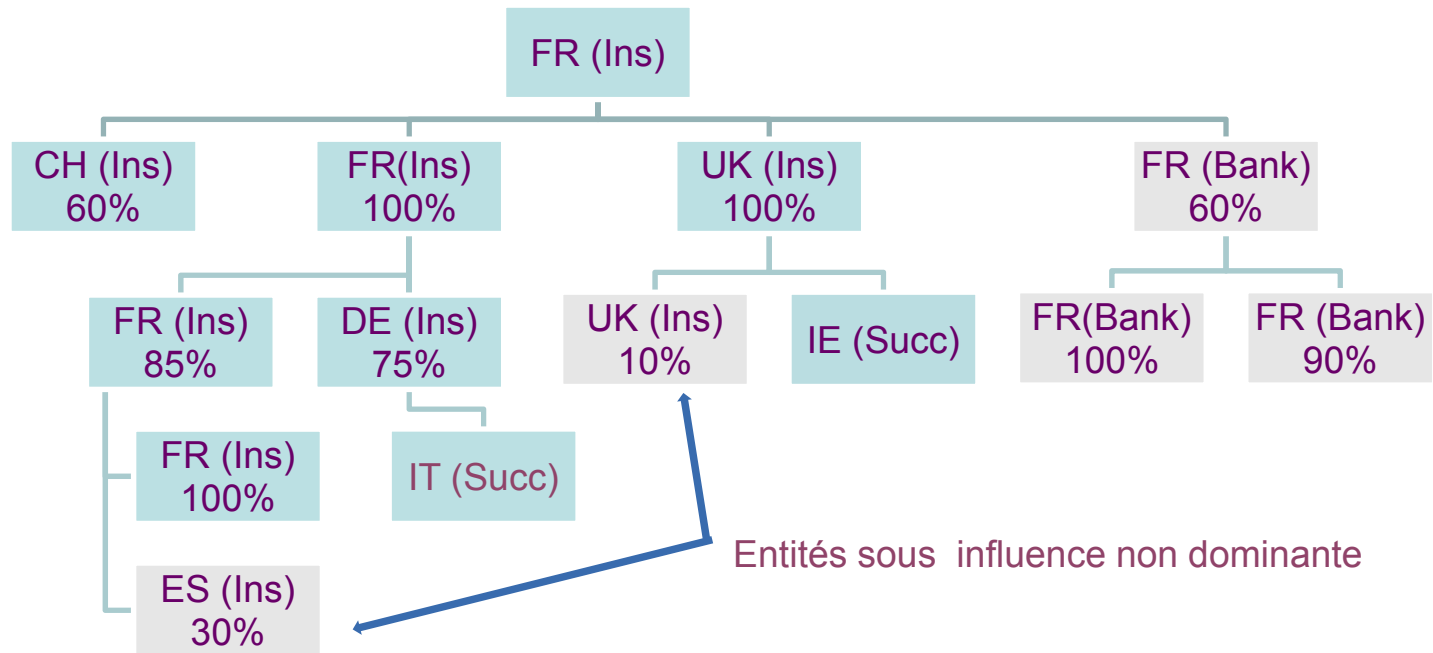 FR (Ins)
CH (Ins)
60%
FR(Ins)
100%
UK (Ins)
100%
FR (Bank)
60%
FR (Ins)
85%
DE (Ins)
75%
UK (Ins)
10%
IE (Succ)
FR(Bank)
100%
FR (Bank)
90%
FR (Ins)
100%
IT (Succ)
Entités sous influence non dominante
ES (Ins)
30%